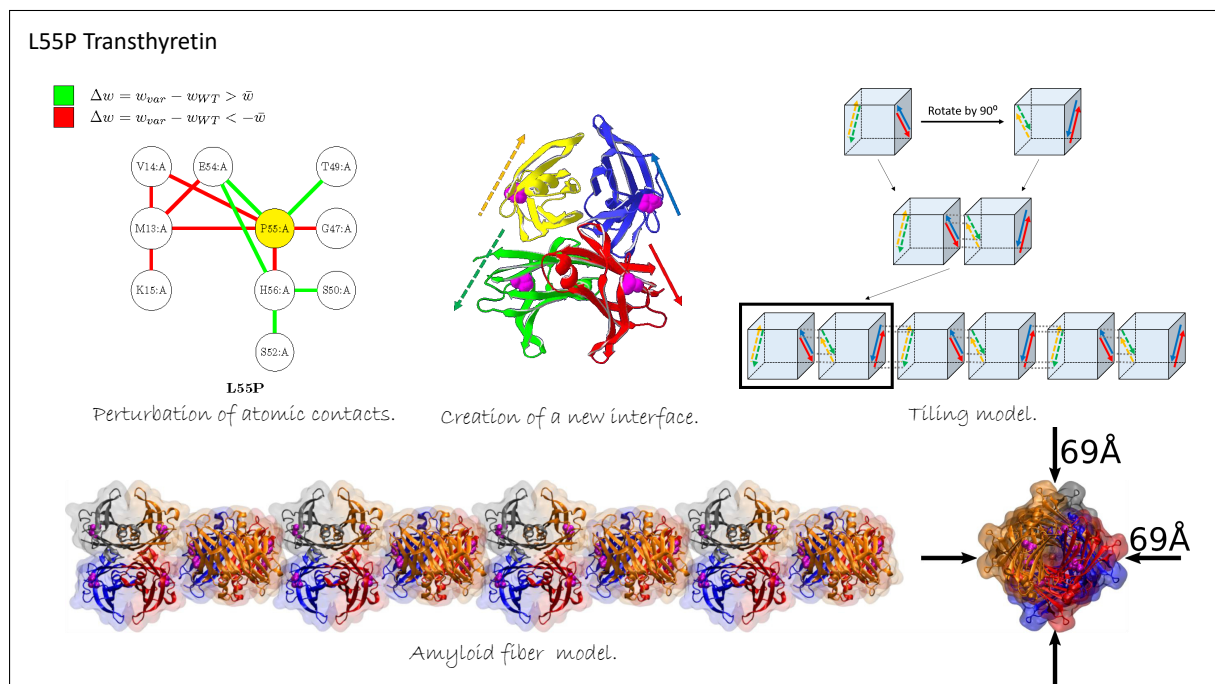 L55P Transthyretin
Δw = w_var − w_WT > w̄
Δw = w_var − w_WT < −w̄
V14:A
E54:A
T49:A
M13:A
P55:A
G47:A
K15:A
H56:A
S50:A
S52:A
L55P
Perturbation of atomic contacts.
Creation of a new interface.
Rotate by 90º
Tiling model.
69Å
69Å
Amyloid fiber model.